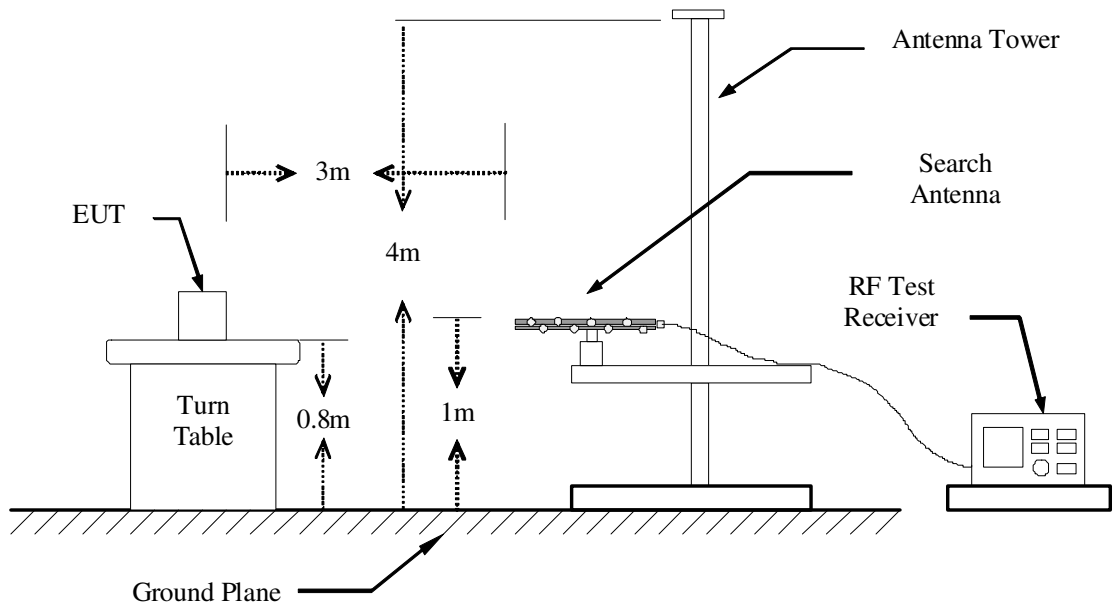 Antenna Tower
3m
Search
Antenna
EUT
4m
RF Test
Receiver
Turn
Table
0.8m
1m
Ground Plane